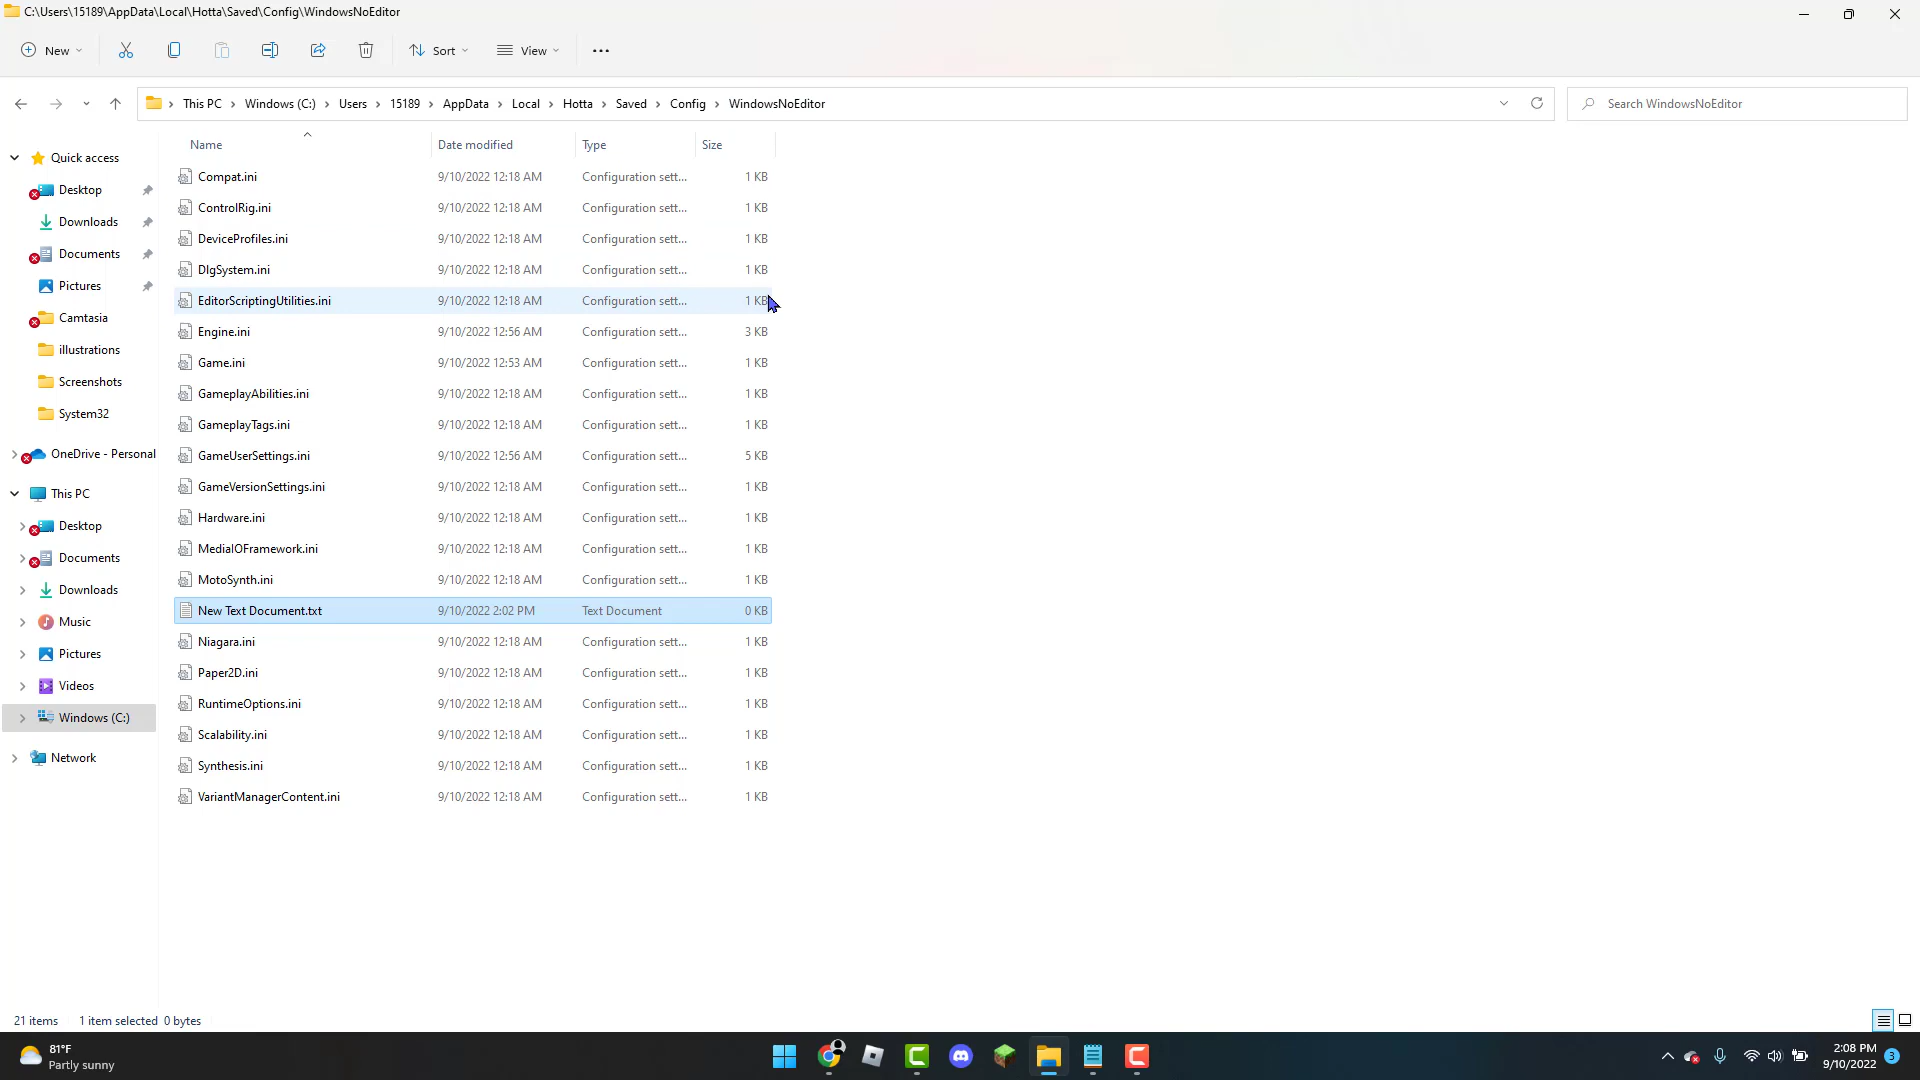 C:\Users\15189\AppData\Local\Hotta\Saved\Config\WindowsNoEditor
New Sort View
This PC Windows (C:) Users 15189 AppData Local Hotta Saved Config WindowsNoEditor Search WindowsNoEditor
Name Date modified Type Size
Quick access
Desktop
Downloads
Documents
Pictures
Camtasia
illustrations
Screenshots
System32
OneDrive - Personal
This PC
Desktop
Documents
Downloads
Music
Pictures
Videos
Windows (C:)
Network
Compat.ini 9/10/2022 12:18 AM Configuration sett... 1 KB
ControlRig.ini 9/10/2022 12:18 AM Configuration sett... 1 KB
DeviceProfiles.ini 9/10/2022 12:18 AM Configuration sett... 1 KB
DlgSystem.ini 9/10/2022 12:18 AM Configuration sett... 1 KB
EditorScriptingUtilities.ini 9/10/2022 12:18 AM Configuration sett... 1 KB
Engine.ini 9/10/2022 12:56 AM Configuration sett... 3 KB
Game.ini 9/10/2022 12:53 AM Configuration sett... 1 KB
GameplayAbilities.ini 9/10/2022 12:18 AM Configuration sett... 1 KB
GameplayTags.ini 9/10/2022 12:18 AM Configuration sett... 1 KB
GameUserSettings.ini 9/10/2022 12:56 AM Configuration sett... 5 KB
GameVersionSettings.ini 9/10/2022 12:18 AM Configuration sett... 1 KB
Hardware.ini 9/10/2022 12:18 AM Configuration sett... 1 KB
MediaIOFramework.ini 9/10/2022 12:18 AM Configuration sett... 1 KB
MotoSynth.ini 9/10/2022 12:18 AM Configuration sett... 1 KB
New Text Document.txt 9/10/2022 2:02 PM Text Document 0 KB
Niagara.ini 9/10/2022 12:18 AM Configuration sett... 1 KB
Paper2D.ini 9/10/2022 12:18 AM Configuration sett... 1 KB
RuntimeOptions.ini 9/10/2022 12:18 AM Configuration sett... 1 KB
Scalability.ini 9/10/2022 12:18 AM Configuration sett... 1 KB
Synthesis.ini 9/10/2022 12:18 AM Configuration sett... 1 KB
VariantManagerContent.ini 9/10/2022 12:18 AM Configuration sett... 1 KB
21 items 1 item selected 0 bytes
81°F
Partly sunny
2:08 PM
9/10/2022
3